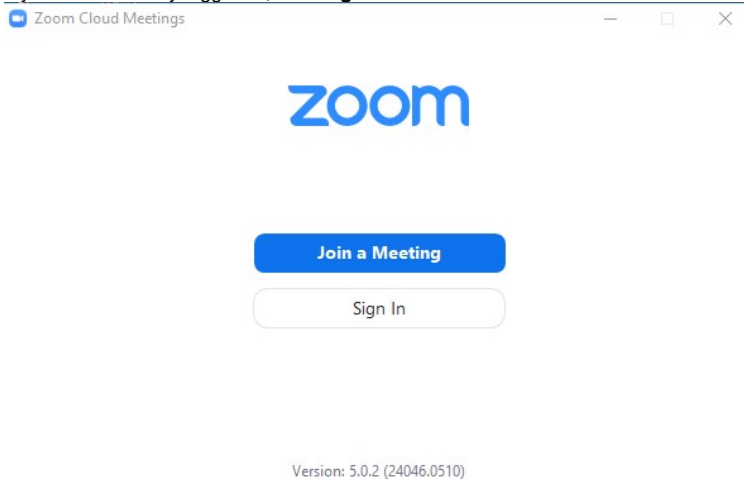 Zoom Cloud Meetings
zoom
Join a Meeting
Sign In
Version: 5.0.2 (24046.0510)